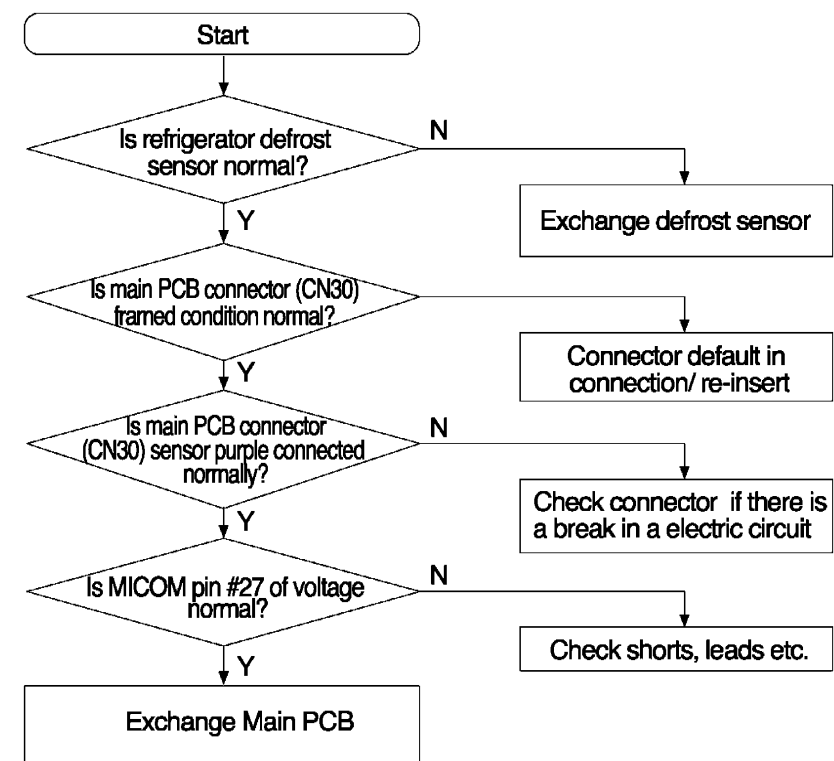 Start
Is refrigerator defrost
sensor normal?
N
Exchange defrost sensor
Y
Is main PCB connector (CN30)
framed condition normal?
Connector default in
connection/ re-insert
Y
Is main PCB connector
(CN30) sensor purple connected
normally?
N
Check connector if there is
a break in a electric circuit
Y
Is MICOM pin #27 of voltage
normal?
N
Check shorts, leads etc.
Y
Exchange Main PCB